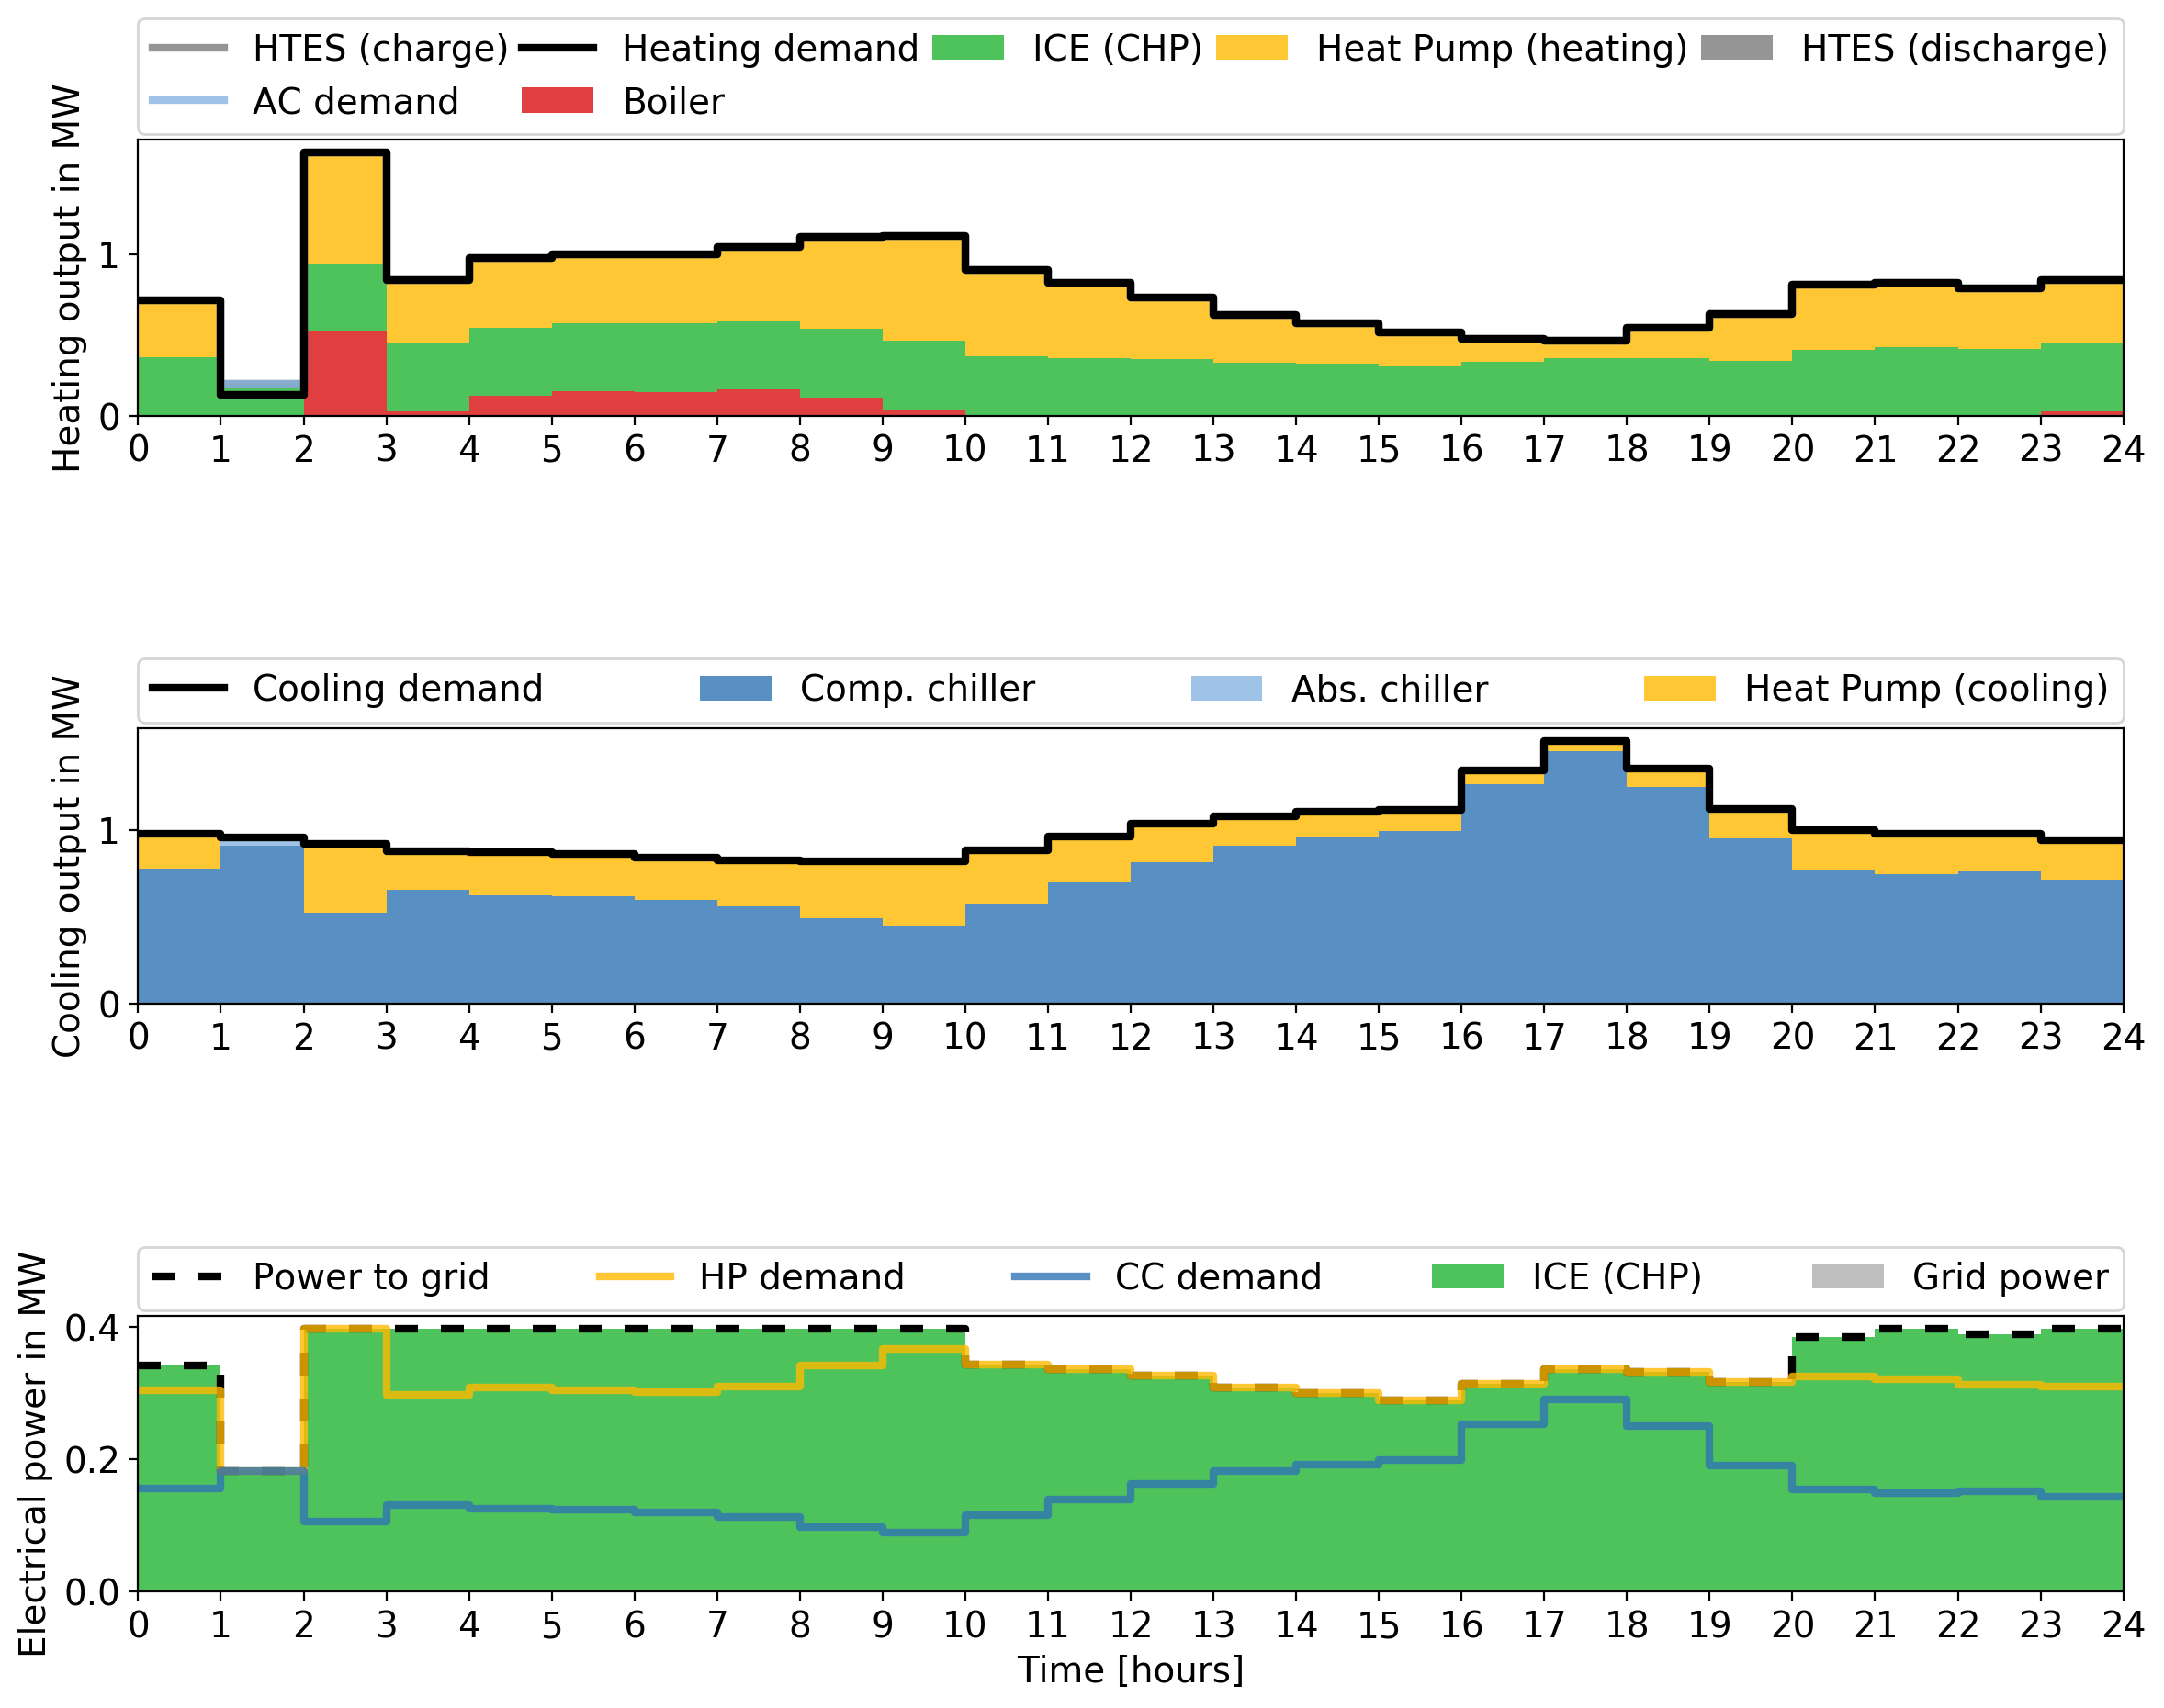 HTES (charge) Heating demand ICE (CHP) Heat Pump (heating) HTES (discharge)
AC demand Boiler
Heating output in MW
1
0
0 1 2 3 4 5 6 7 8 9 10 11 12 13 14 15 16 17 18 19 20 21 22 23 24
Cooling demand Comp. chiller Abs. chiller Heat Pump (cooling)
Cooling output in MW
1
0
0 1 2 3 4 5 6 7 8 9 10 11 12 13 14 15 16 17 18 19 20 21 22 23 24
Power to grid HP demand CC demand ICE (CHP) Grid power
Electrical power in MW
0.4
0.2
0.0
0 1 2 3 4 5 6 7 8 9 10 11 12 13 14 15 16 17 18 19 20 21 22 23 24
Time [hours]